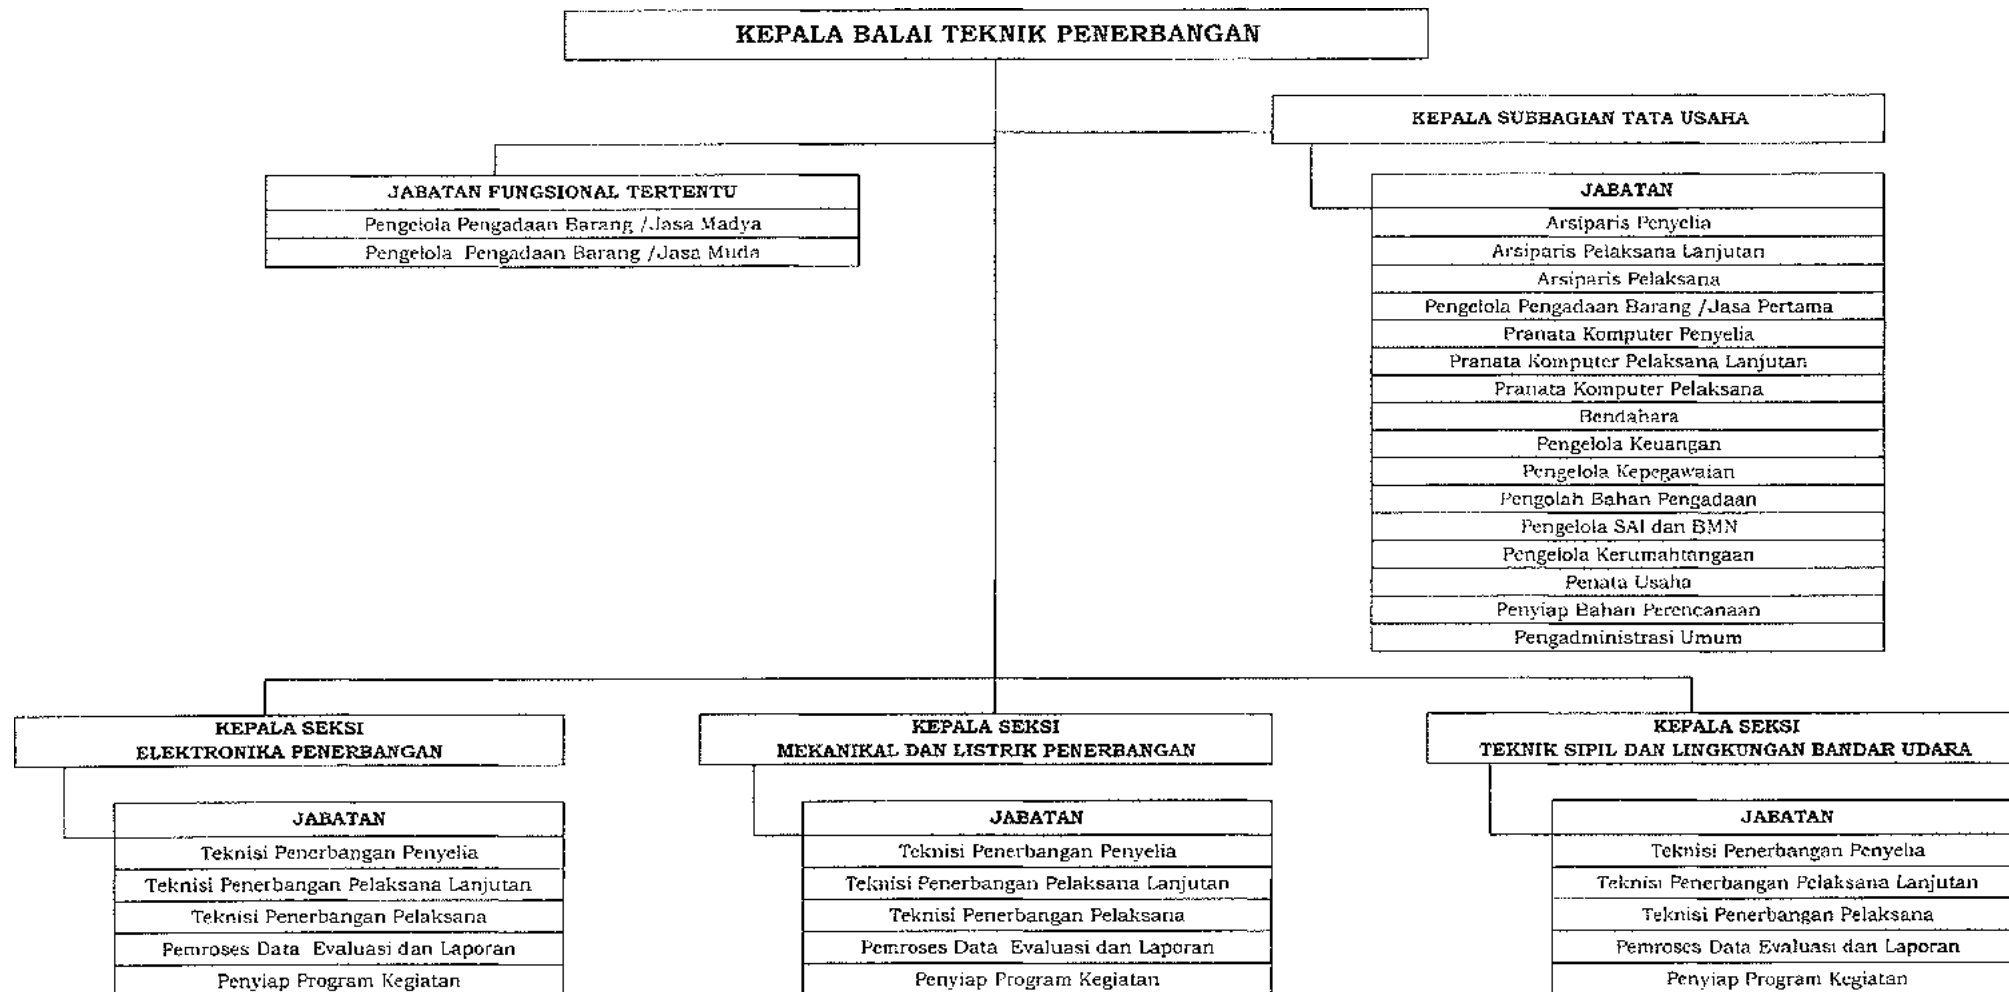 KEPALA BALAI TEKNIK PENERBANGAN
KEPALA SUBBAGIAN TATA USAHA
JABATAN FUNGSIONAL TERTENTU
Pengelola Pengadaan Barang /Jasa Madya
Pengelola Pengadaan Barang /Jasa Muda
JABATAN
Arsiparis Penyelia
Arsiparis Pelaksana Lanjutan
Arsiparis Pelaksana
Pengelola Pengadaan Barang /Jasa Pertama
Pranata Komputer Penyelia
Pranata Komputer Pelaksana Lanjutan
Pranata Komputer Pelaksana
Bendahara
Pengelola Keuangan
Pengelola Kepegawaian
Pengolah Bahan Pengadaan
Pengelola SAI dan BMN
Pengelola Kerumahtangaan
Penata Usaha
Penyiap Bahan Perencanaan
Pengadministrasi Umum
KEPALA SEKSI
ELEKTRONIKA PENERBANGAN
JABATAN
Teknisi Penerbangan Penyelia
Teknisi Penerbangan Pelaksana Lanjutan
Teknisi Penerbangan Pelaksana
Pemroses Data Evaluasi dan Laporan
Penyiap Program Kegiatan
KEPALA SEKSI
MEKANIKAL DAN LISTRIK PENERBANGAN
JABATAN
Teknisi Penerbangan Penyelia
Teknisi Penerbangan Pelaksana Lanjutan
Teknisi Penerbangan Pelaksana
Pemroses Data Evaluasi dan Laporan
Penyiap Program Kegiatan
KEPALA SEKSI
TEKNIK SIPIL DAN LINGKUNGAN BANDAR UDARA
JABATAN
Teknisi Penerbangan Penyelia
Teknisi Penerbangan Pelaksana Lanjutan
Teknisi Penerbangan Pelaksana
Pemroses Data Evaluasi dan Laporan
Penyiap Program Kegiatan